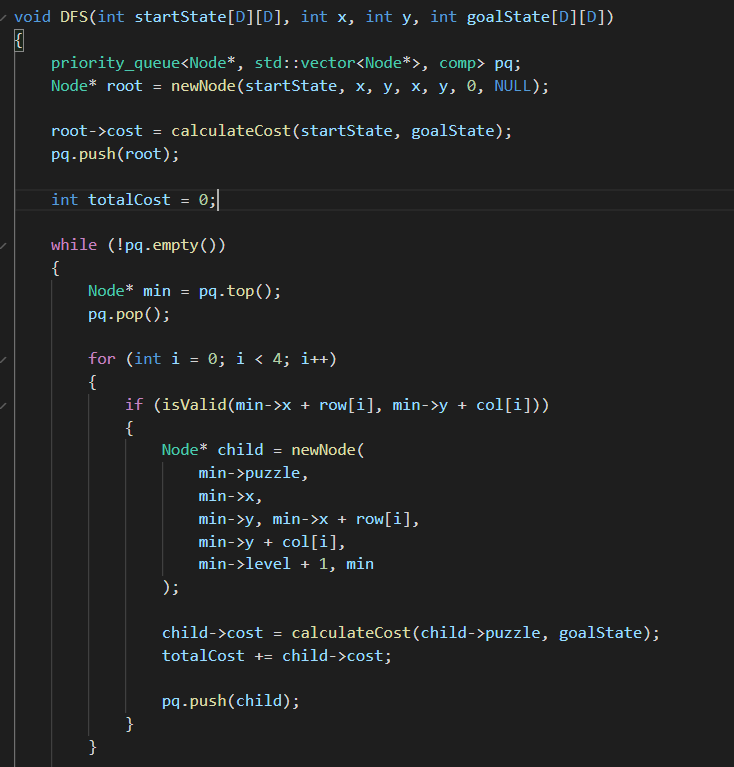 void DFS(int startState[D][D], int x, int y, int goalState[D][D])
{
    priority_queue<Node*, std::vector<Node*>, comp> pq;
    Node* root = newNode(startState, x, y, x, y, 0, NULL);
    root->cost = calculateCost(startState, goalState);
    pq.push(root);
    int totalCost = 0;
    while (!pq.empty())
    {
        Node* min = pq.top();
        pq.pop();
        for (int i = 0; i < 4; i++)
        {
            if (isValid(min->x + row[i], min->y + col[i]))
            {
                Node* child = newNode(
                    min->puzzle,
                    min->x,
                    min->y, min->x + row[i],
                    min->y + col[i],
                    min->level + 1, min
                );
                child->cost = calculateCost(child->puzzle, goalState);
                totalCost += child->cost;
                pq.push(child);
            }
        }